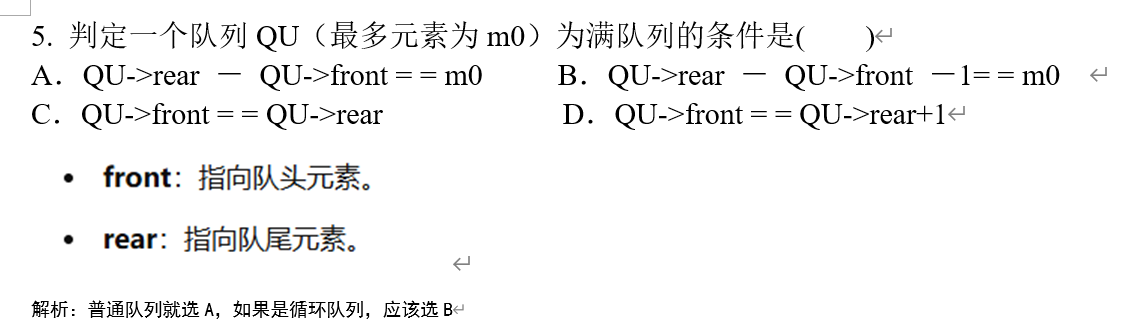 5. 判定一个队列 QU（最多元素为 m0）为满队列的条件是(　　)↵
A．QU->rear － QU->front = = m0　　B．QU->rear － QU->front －1= = m0　↵
C．QU->front = = QU->rear　　D．QU->front = = QU->rear+1↵
• front：指向队头元素。
• rear：指向队尾元素。
↵
解析：普通队列就选 A，如果是循环队列，应该选 B↵